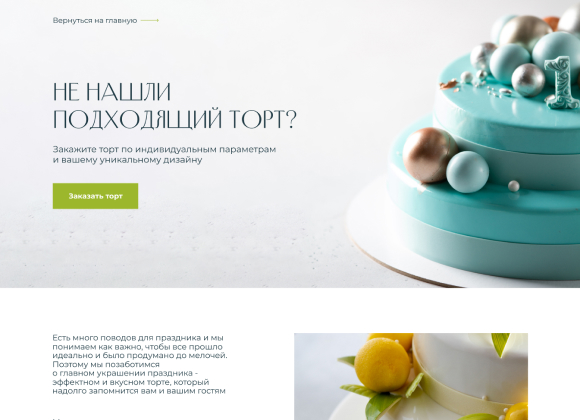 Вернуться на главную
НЕ НАШЛИ
ПОДХОДЯЩИЙ ТОРТ?
Закажите торт по индивидуальным параметрам
и вашему уникальному дизайну
Заказать торт
1
Есть много поводов для праздника и мы
понимаем как важно, чтобы все прошло
идеально и было продумано до мелочей.
Поэтому мы позаботимся
о главном украшении праздника -
эффектном и вкусном торте, который
надолго запомнится вам и вашим гостям